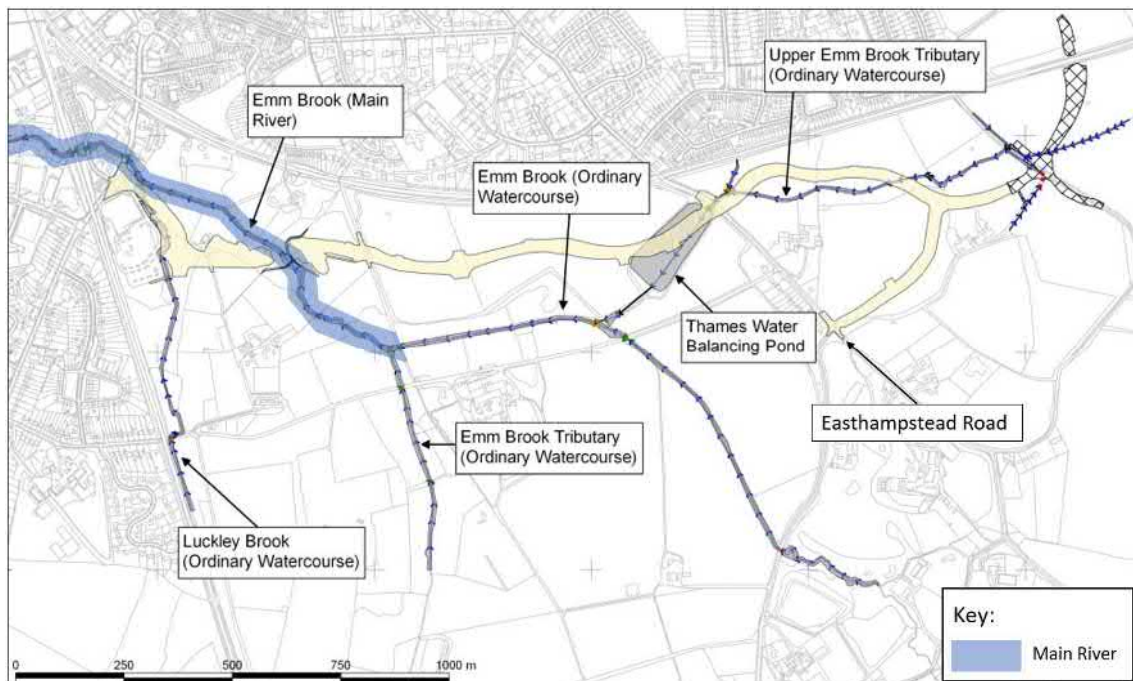 Upper Emm Brook Tributary
(Ordinary Watercourse)
Emm Brook (Main
River)
Emm Brook (Ordinary
Watercourse)
Thames Water
Balancing Pond
Easthampstead Road
Emm Brook Tributary
(Ordinary Watercourse)
Luckley Brook
(Ordinary Watercourse)
Key:
Main River
0 250 500 750 1000 m